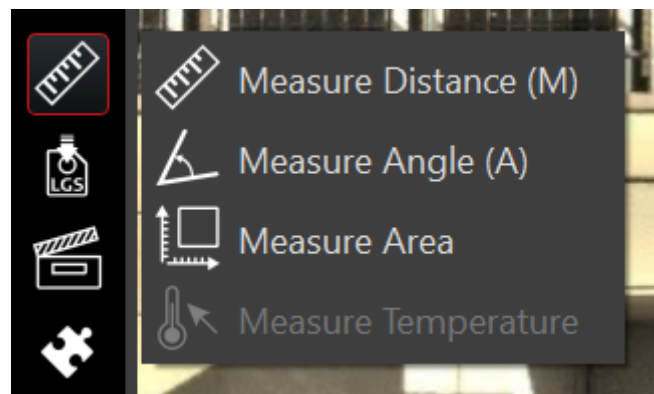 Measure Distance (M)
LGS
Measure Angle (A)
Measure Area
Measure Temperature